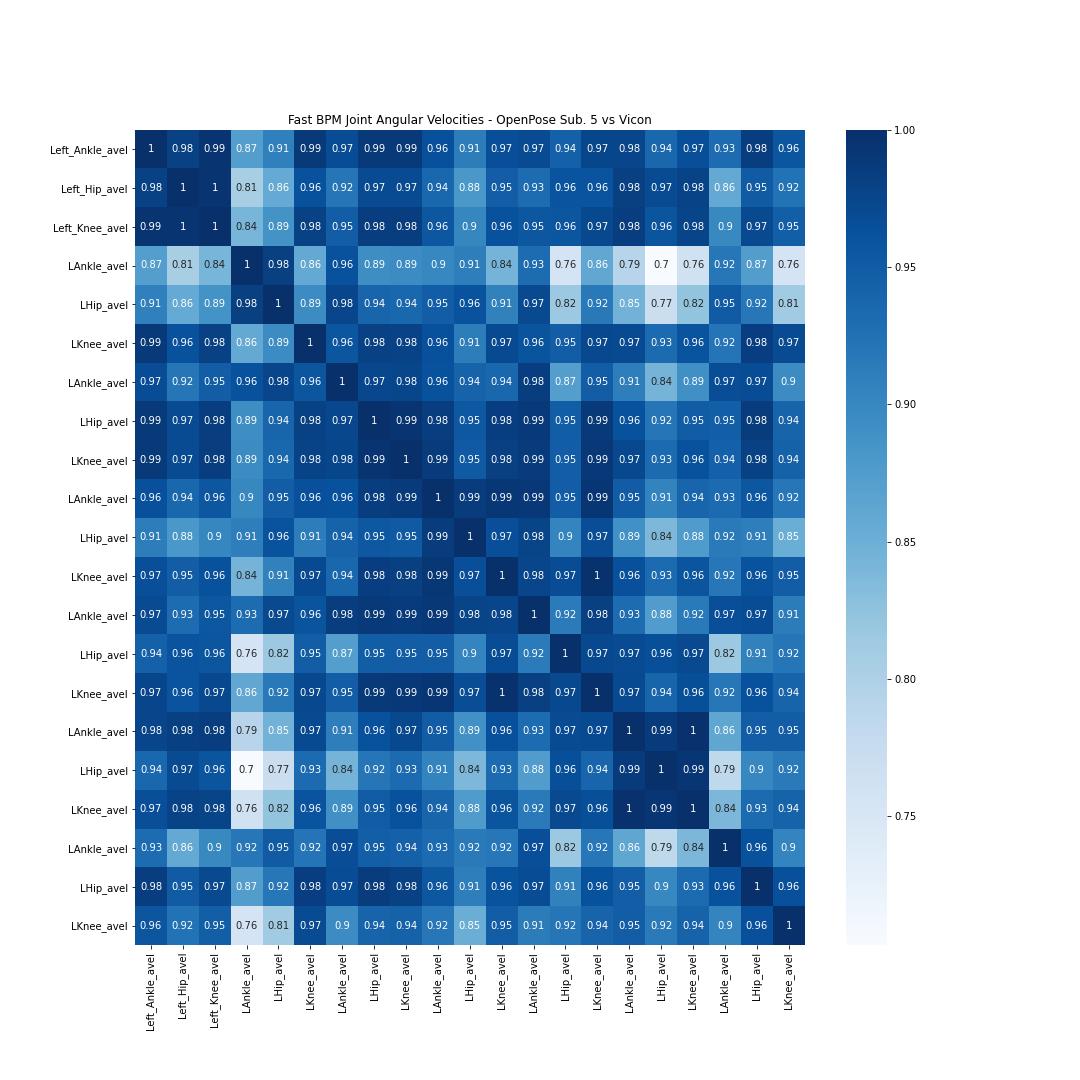 Fast BPM Joint Angular Velocities - OpenPose Sub. 5 vs Vicon
Left_Ankle_avel 1 0.98 0.99 0.87 0.91 0.99 0.97 0.99 0.99 0.96 0.91 0.97 0.97 0.94 0.97 0.98 0.94 0.97 0.93 0.98 0.96
Left_Hip_avel 0.98 1 1 0.81 0.86 0.96 0.92 0.97 0.97 0.94 0.88 0.95 0.93 0.96 0.96 0.98 0.97 0.98 0.86 0.95 0.92
Left_Knee_avel 0.99 1 1 0.84 0.89 0.98 0.95 0.98 0.98 0.96 0.9 0.96 0.95 0.96 0.97 0.98 0.96 0.98 0.9 0.97 0.95
LAnkle_avel 0.87 0.81 0.84 1 0.98 0.86 0.96 0.89 0.89 0.9 0.91 0.84 0.93 0.76 0.86 0.79 0.7 0.76 0.92 0.87 0.76
LHip_avel 0.91 0.86 0.89 0.98 1 0.89 0.98 0.94 0.94 0.95 0.96 0.91 0.97 0.82 0.92 0.85 0.77 0.82 0.95 0.92 0.81
LKnee_avel 0.99 0.96 0.98 0.86 0.89 1 0.96 0.98 0.98 0.96 0.91 0.97 0.96 0.95 0.97 0.97 0.93 0.96 0.92 0.98 0.97
LAnkle_avel 0.97 0.92 0.95 0.96 0.98 0.96 1 0.97 0.98 0.96 0.94 0.94 0.98 0.87 0.95 0.91 0.84 0.89 0.97 0.97 0.9
LHip_avel 0.99 0.97 0.98 0.89 0.94 0.98 0.97 1 0.99 0.98 0.95 0.98 0.99 0.95 0.99 0.96 0.92 0.95 0.95 0.98 0.94
LKnee_avel 0.99 0.97 0.98 0.89 0.94 0.98 0.98 0.99 1 0.99 0.95 0.98 0.99 0.95 0.99 0.97 0.93 0.96 0.94 0.98 0.94
LAnkle_avel 0.96 0.94 0.96 0.9 0.95 0.96 0.96 0.98 0.99 1 0.99 0.99 0.99 0.95 0.99 0.95 0.91 0.94 0.93 0.96 0.92
LHip_avel 0.91 0.88 0.9 0.91 0.96 0.91 0.94 0.95 0.95 0.99 1 0.97 0.98 0.9 0.97 0.89 0.84 0.88 0.92 0.91 0.85
LKnee_avel 0.97 0.95 0.96 0.84 0.91 0.97 0.94 0.98 0.98 0.99 0.97 1 0.98 0.97 1 0.96 0.93 0.96 0.92 0.96 0.95
LAnkle_avel 0.97 0.93 0.95 0.93 0.97 0.96 0.98 0.99 0.99 0.99 0.98 0.98 1 0.92 0.98 0.93 0.88 0.92 0.97 0.97 0.91
LHip_avel 0.94 0.96 0.96 0.76 0.82 0.95 0.87 0.95 0.95 0.95 0.9 0.97 0.92 1 0.97 0.97 0.96 0.97 0.82 0.91 0.92
LKnee_avel 0.97 0.96 0.97 0.86 0.92 0.97 0.95 0.99 0.99 0.99 0.97 1 0.98 0.97 1 0.97 0.94 0.96 0.92 0.96 0.94
LAnkle_avel 0.98 0.98 0.98 0.79 0.85 0.97 0.91 0.96 0.97 0.95 0.89 0.96 0.93 0.97 0.97 1 0.99 1 0.86 0.95 0.95
LHip_avel 0.94 0.97 0.96 0.7 0.77 0.93 0.84 0.92 0.93 0.91 0.84 0.93 0.88 0.96 0.94 0.99 1 0.99 0.79 0.9 0.92
LKnee_avel 0.97 0.98 0.98 0.76 0.82 0.96 0.89 0.95 0.96 0.94 0.88 0.96 0.92 0.97 0.96 1 0.99 1 0.84 0.93 0.94
LAnkle_avel 0.93 0.86 0.9 0.92 0.95 0.92 0.97 0.95 0.94 0.93 0.92 0.92 0.97 0.82 0.92 0.86 0.79 0.84 1 0.96 0.9
LHip_avel 0.98 0.95 0.97 0.87 0.92 0.98 0.97 0.98 0.98 0.96 0.91 0.96 0.97 0.91 0.96 0.95 0.9 0.93 0.96 1 0.96
LKnee_avel 0.96 0.92 0.95 0.76 0.81 0.97 0.9 0.94 0.94 0.92 0.85 0.95 0.91 0.92 0.94 0.95 0.92 0.94 0.9 0.96 1
Left_Ankle_avel
Left_Hip_avel
Left_Knee_avel
LAnkle_avel
LHip_avel
LKnee_avel
LAnkle_avel
LHip_avel
LKnee_avel
LAnkle_avel
LHip_avel
LKnee_avel
LAnkle_avel
LHip_avel
LKnee_avel
LAnkle_avel
LHip_avel
LKnee_avel
LAnkle_avel
LHip_avel
LKnee_avel
1.00
0.95
0.90
0.85
0.80
0.75